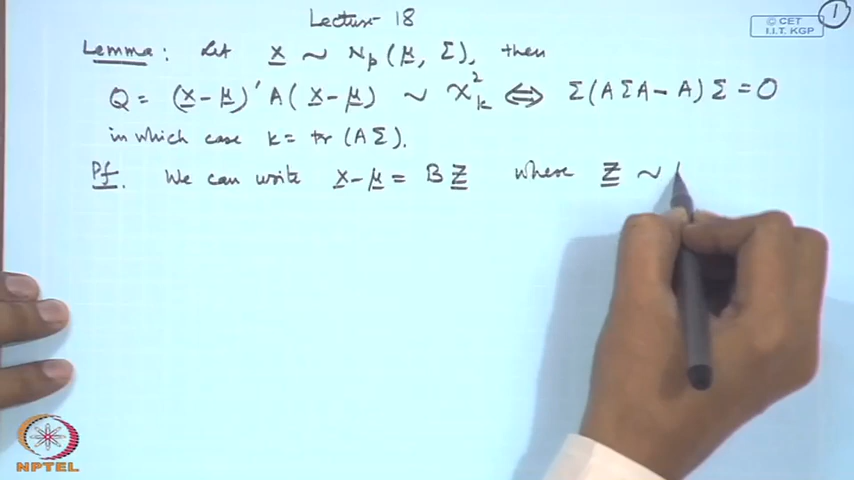 Lecture 18
1
© CET
I.I.T. KGP
Lemma : Let x ~ N_p (μ, Σ), then
Q = (x - μ)' A (x - μ) ~ χ²_k ⟺ Σ(AΣA - A)Σ = 0
in which case k = tr (AΣ).
Pf. We can write x - μ = B Z where Z ~
NPTEL